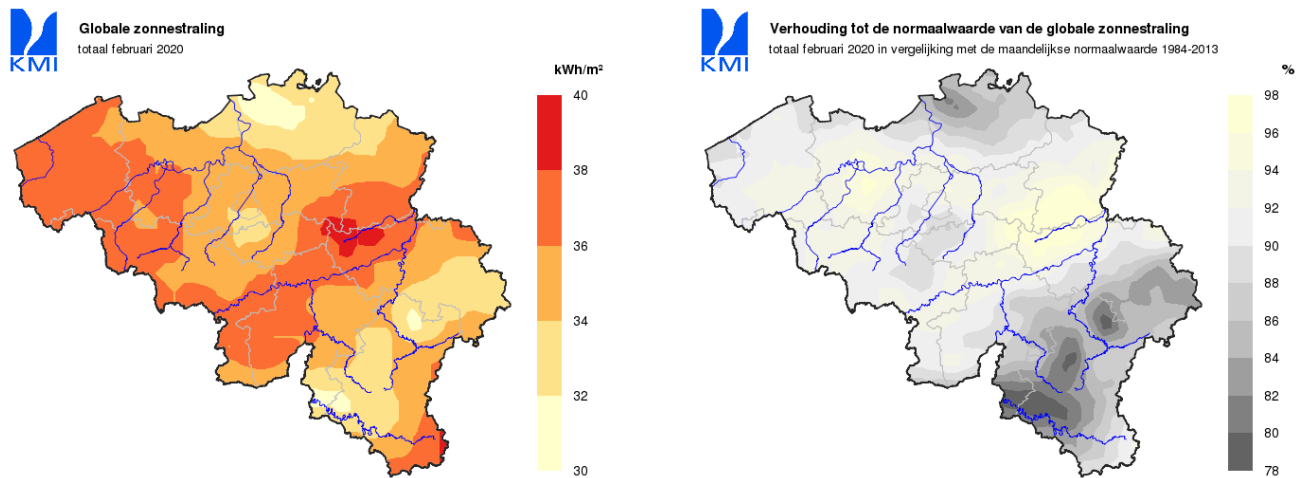 KMI
Globale zonnestraling
totaal februari 2020
kWh/m²
40
38
36
34
32
30
KMI
Verhouding tot de normaalwaarde van de globale zonnestraling
totaal februari 2020 in vergelijking met de maandelijkse normaalwaarde 1984-2013
%
98
96
94
92
90
88
86
84
82
80
78